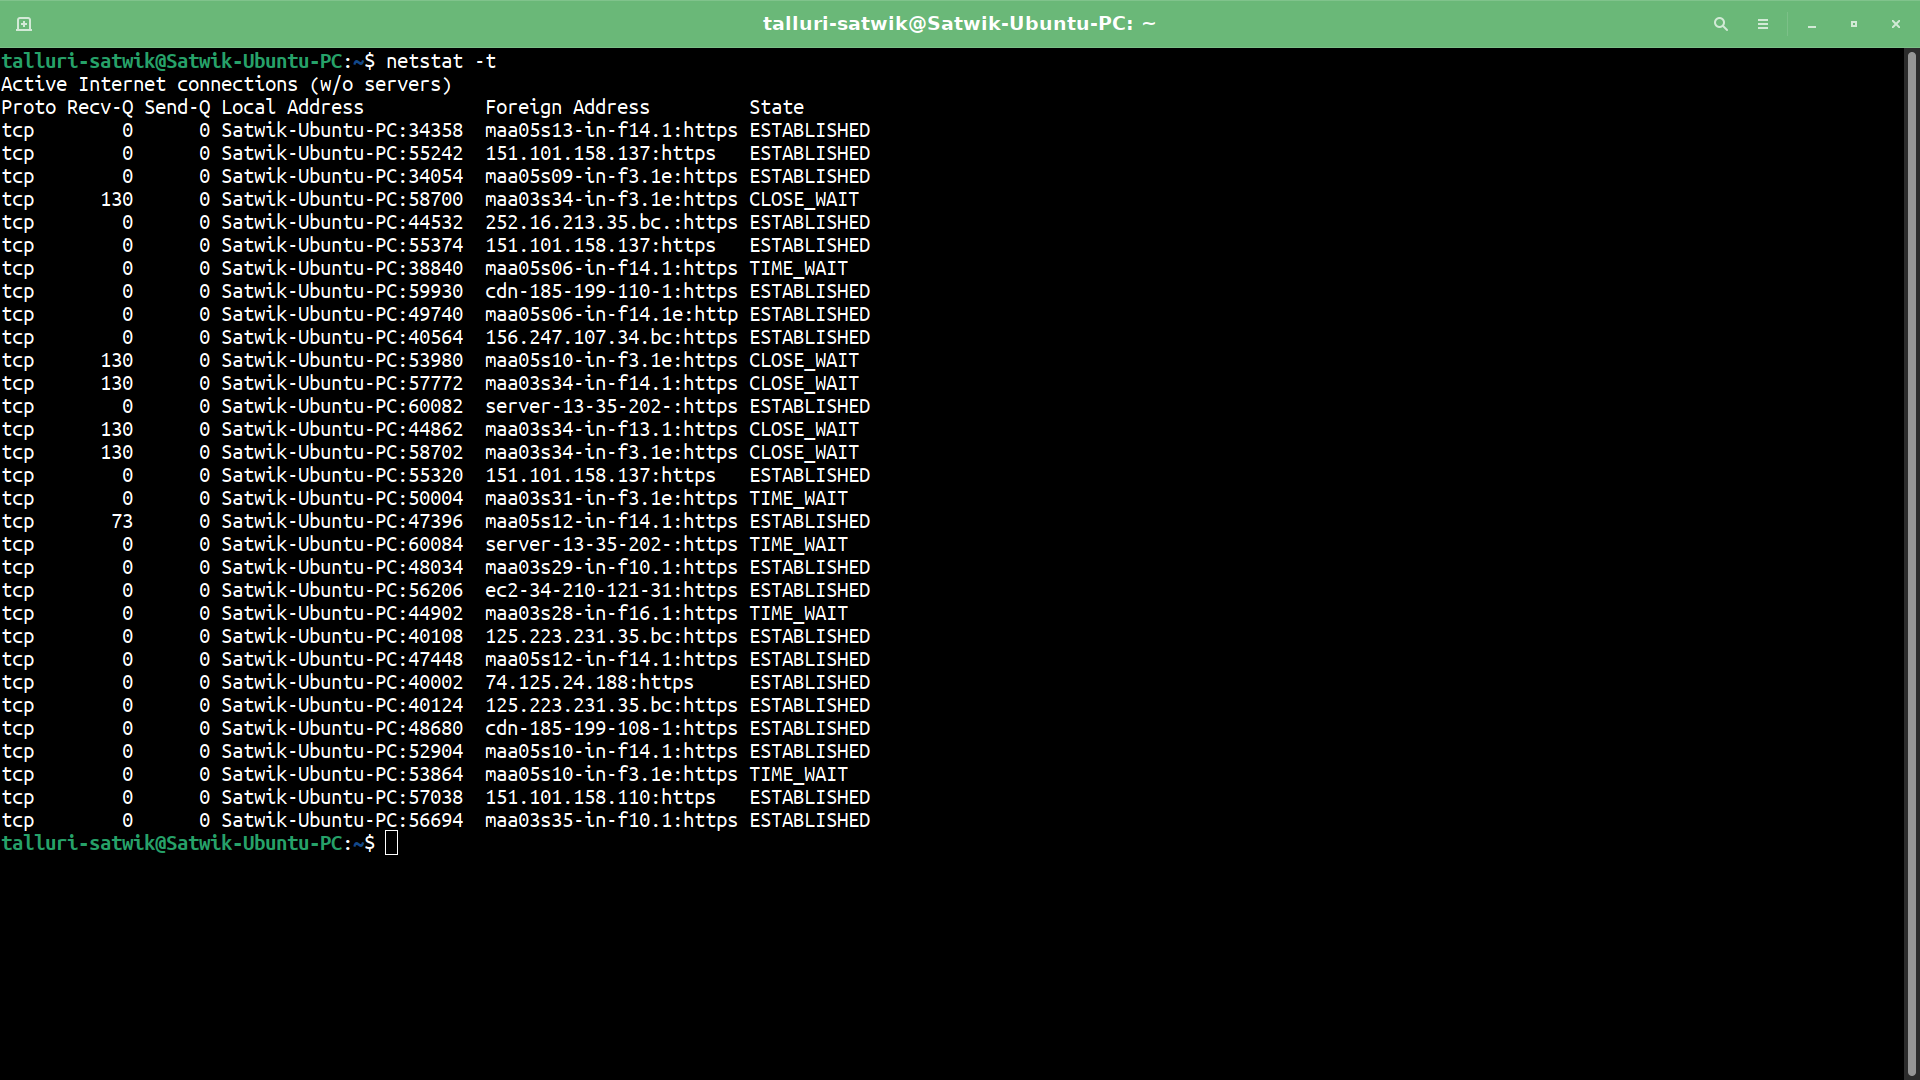 talluri-satwik@Satwik-Ubuntu-PC: ~
talluri-satwik@Satwik-Ubuntu-PC:~$ netstat -t
Active Internet connections (w/o servers)
Proto Recv-Q Send-Q Local Address           Foreign Address         State
tcp        0      0 Satwik-Ubuntu-PC:34358  maa05s13-in-f14.1:https ESTABLISHED
tcp        0      0 Satwik-Ubuntu-PC:55242  151.101.158.137:https   ESTABLISHED
tcp        0      0 Satwik-Ubuntu-PC:34054  maa05s09-in-f3.1e:https ESTABLISHED
tcp      130      0 Satwik-Ubuntu-PC:58700  maa03s34-in-f3.1e:https CLOSE_WAIT
tcp        0      0 Satwik-Ubuntu-PC:44532  252.16.213.35.bc.:https ESTABLISHED
tcp        0      0 Satwik-Ubuntu-PC:55374  151.101.158.137:https   ESTABLISHED
tcp        0      0 Satwik-Ubuntu-PC:38840  maa05s06-in-f14.1:https TIME_WAIT
tcp        0      0 Satwik-Ubuntu-PC:59930  cdn-185-199-110-1:https ESTABLISHED
tcp        0      0 Satwik-Ubuntu-PC:49740  maa05s06-in-f14.1e:http ESTABLISHED
tcp        0      0 Satwik-Ubuntu-PC:40564  156.247.107.34.bc:https ESTABLISHED
tcp      130      0 Satwik-Ubuntu-PC:53980  maa05s10-in-f3.1e:https CLOSE_WAIT
tcp      130      0 Satwik-Ubuntu-PC:57772  maa03s34-in-f14.1:https CLOSE_WAIT
tcp        0      0 Satwik-Ubuntu-PC:60082  server-13-35-202-:https ESTABLISHED
tcp      130      0 Satwik-Ubuntu-PC:44862  maa03s34-in-f13.1:https CLOSE_WAIT
tcp      130      0 Satwik-Ubuntu-PC:58702  maa03s34-in-f3.1e:https CLOSE_WAIT
tcp        0      0 Satwik-Ubuntu-PC:55320  151.101.158.137:https   ESTABLISHED
tcp        0      0 Satwik-Ubuntu-PC:50004  maa03s31-in-f3.1e:https TIME_WAIT
tcp       73      0 Satwik-Ubuntu-PC:47396  maa05s12-in-f14.1:https ESTABLISHED
tcp        0      0 Satwik-Ubuntu-PC:60084  server-13-35-202-:https TIME_WAIT
tcp        0      0 Satwik-Ubuntu-PC:48034  maa03s29-in-f10.1:https ESTABLISHED
tcp        0      0 Satwik-Ubuntu-PC:56206  ec2-34-210-121-31:https ESTABLISHED
tcp        0      0 Satwik-Ubuntu-PC:44902  maa03s28-in-f16.1:https TIME_WAIT
tcp        0      0 Satwik-Ubuntu-PC:40108  125.223.231.35.bc:https ESTABLISHED
tcp        0      0 Satwik-Ubuntu-PC:47448  maa05s12-in-f14.1:https ESTABLISHED
tcp        0      0 Satwik-Ubuntu-PC:40002  74.125.24.188:https     ESTABLISHED
tcp        0      0 Satwik-Ubuntu-PC:40124  125.223.231.35.bc:https ESTABLISHED
tcp        0      0 Satwik-Ubuntu-PC:48680  cdn-185-199-108-1:https ESTABLISHED
tcp        0      0 Satwik-Ubuntu-PC:52904  maa05s10-in-f14.1:https ESTABLISHED
tcp        0      0 Satwik-Ubuntu-PC:53864  maa05s10-in-f3.1e:https TIME_WAIT
tcp        0      0 Satwik-Ubuntu-PC:57038  151.101.158.110:https   ESTABLISHED
tcp        0      0 Satwik-Ubuntu-PC:56694  maa03s35-in-f10.1:https ESTABLISHED
talluri-satwik@Satwik-Ubuntu-PC:~$